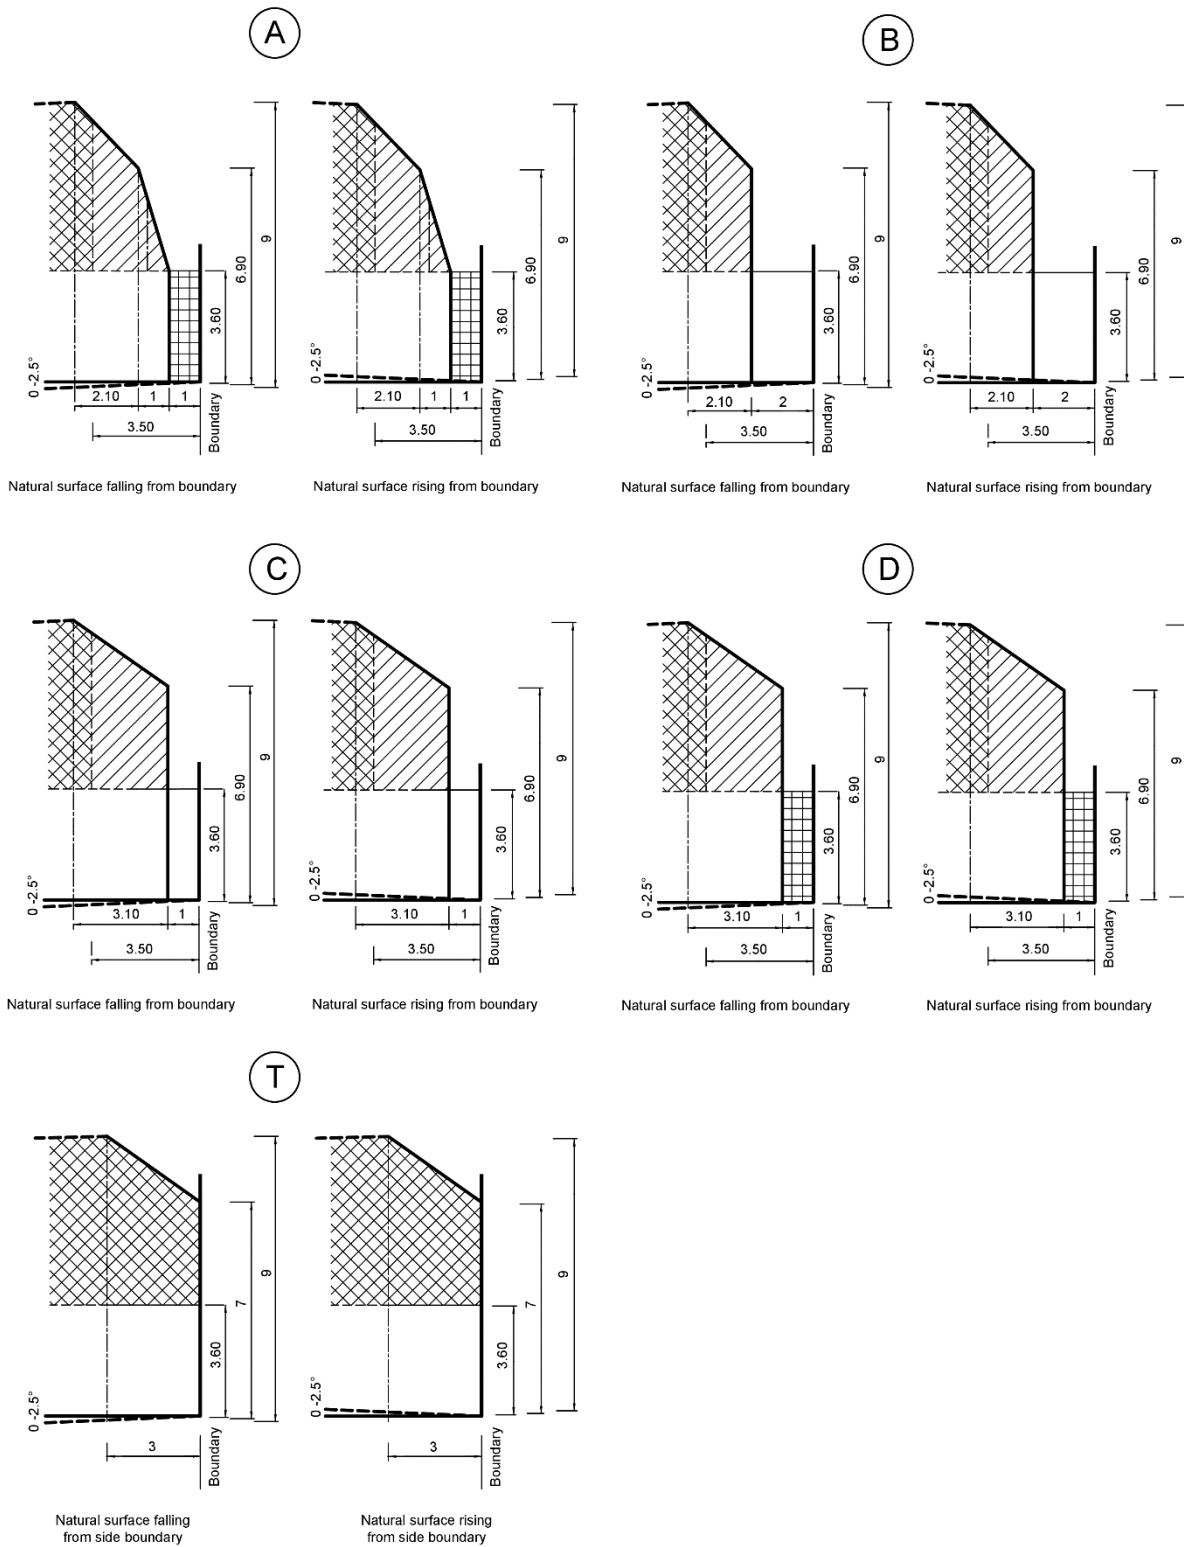 A
B
9
6.90
3.60
0 -2.5°
2.10
1
1
3.50
Boundary
Natural surface falling from boundary
9
6.90
3.60
0 -2.5°
2.10
1
1
3.50
Boundary
Natural surface rising from boundary
9
6.90
3.60
0 -2.5°
2.10
2
3.50
Boundary
Natural surface falling from boundary
9
6.90
3.60
0 -2.5°
2.10
2
3.50
Boundary
Natural surface rising from boundary
C
D
9
6.90
3.60
0 -2.5°
3.10
1
3.50
Boundary
Natural surface falling from boundary
9
6.90
3.60
0 -2.5°
3.10
1
3.50
Boundary
Natural surface rising from boundary
9
6.90
3.60
0 -2.5°
3.10
1
3.50
Boundary
Natural surface falling from boundary
9
6.90
3.60
0 -2.5°
3.10
1
3.50
Boundary
Natural surface rising from boundary
T
9
7
3.60
0 -2.5°
3
Boundary
Natural surface falling
from side boundary
9
7
3.60
0 -2.5°
3
Boundary
Natural surface rising
from side boundary